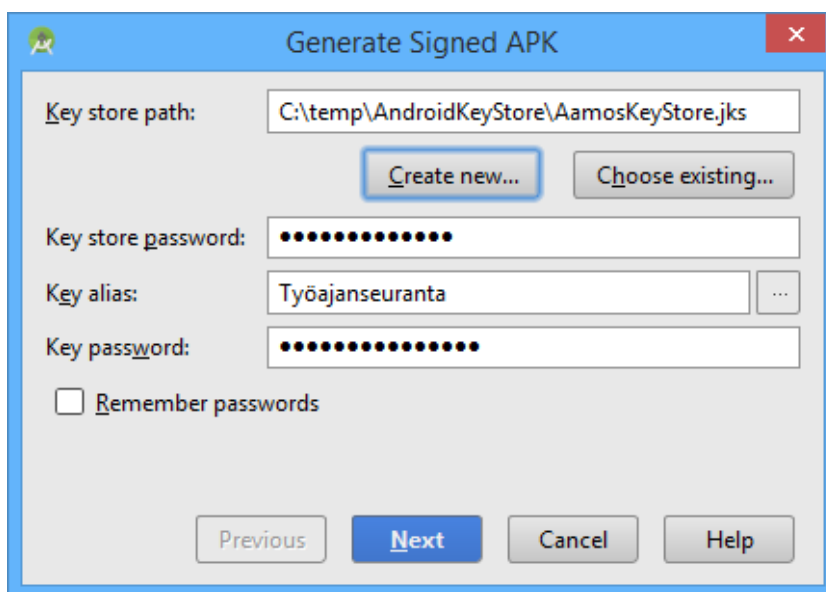 Generate Signed APK
Key store path: C:\temp\AndroidKeyStore\AamosKeyStore.jks
Create new... Choose existing...
Key store password: •••••••••••••
Key alias: Työajanseuranta ...
Key password: •••••••••••••••
Remember passwords
Previous Next Cancel Help